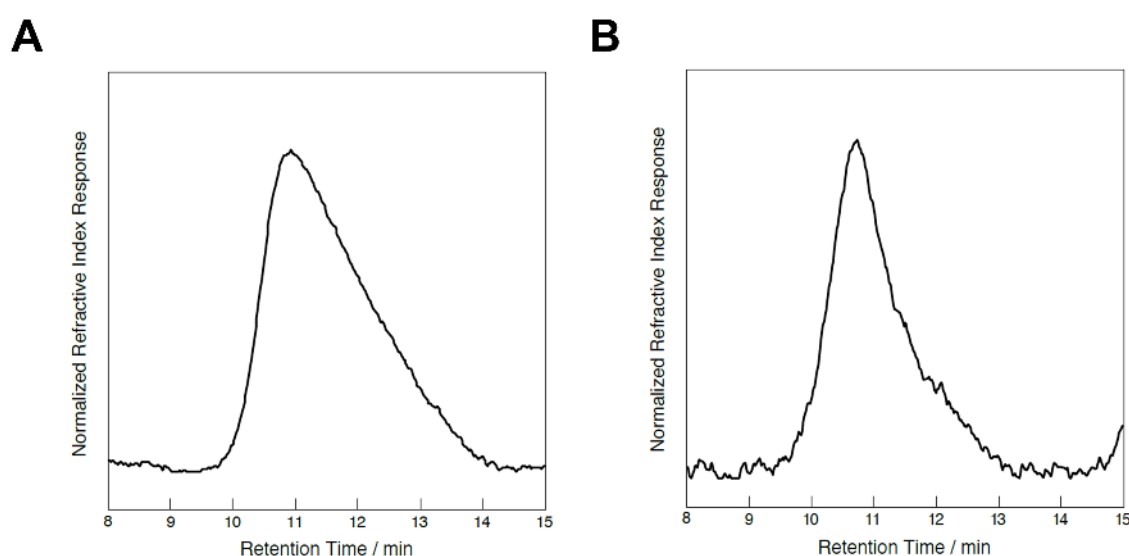 A
B
Normalized Refractive Index Response
8 9 10 11 12 13 14 15
Retention Time / min
Normalized Refractive Index Response
8 9 10 11 12 13 14 15
Retention Time / min